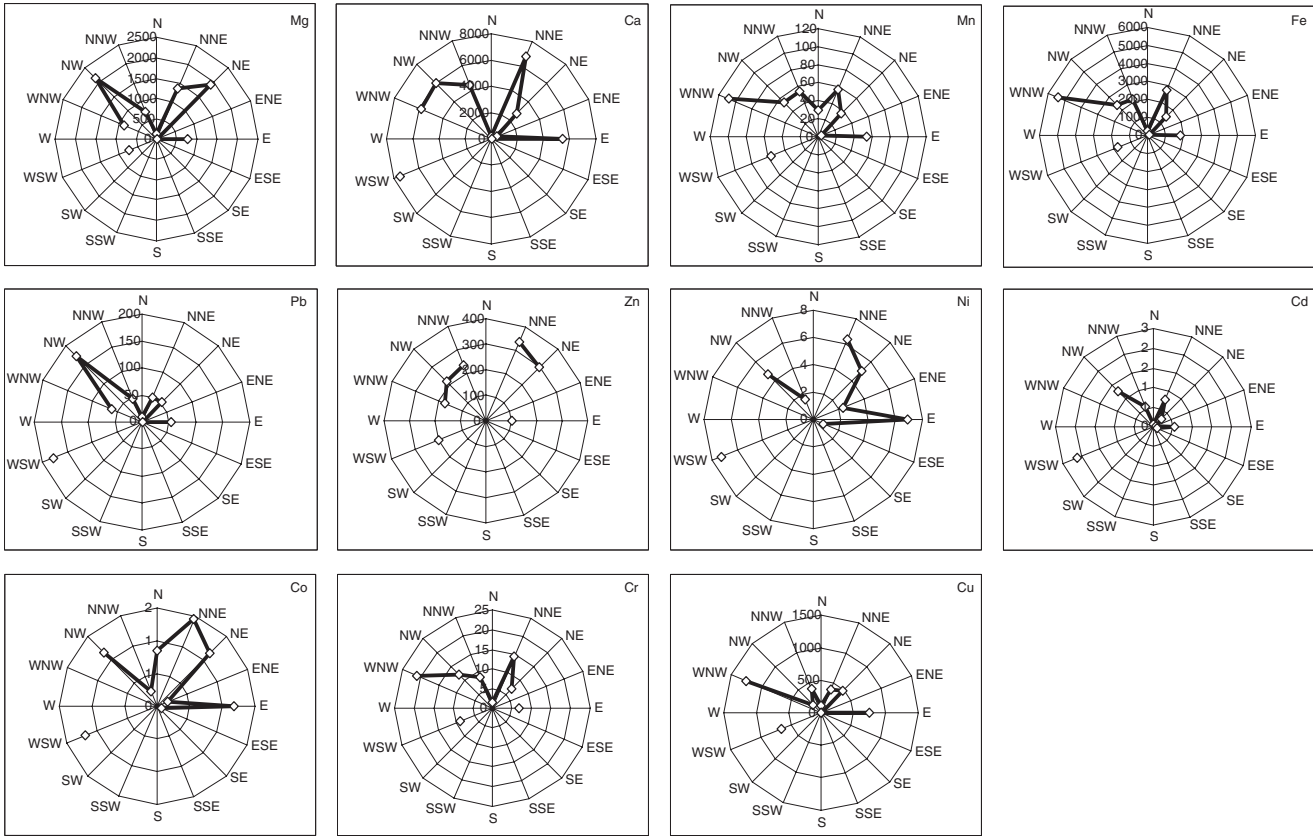 Mg
N
NNE
NE
ENE
E
ESE
SE
SSE
S
SSW
SW
WSW
W
WNW
NW
NNW
2500
2000
1500
1000
500
0
Ca
N
NNE
NE
ENE
E
ESE
SE
SSE
S
SSW
SW
WSW
W
WNW
NW
NNW
8000
6000
4000
2000
0
Mn
N
NNE
NE
ENE
E
ESE
SE
SSE
S
SSW
SW
WSW
W
WNW
NW
NNW
120
100
80
60
40
20
0
Fe
N
NNE
NE
ENE
E
ESE
SE
SSE
S
SSW
SW
WSW
W
WNW
NW
NNW
6000
5000
4000
3000
2000
1000
0
Pb
N
NNE
NE
ENE
E
ESE
SE
SSE
S
SSW
SW
WSW
W
WNW
NW
NNW
200
150
100
50
0
Zn
N
NNE
NE
ENE
E
ESE
SE
SSE
S
SSW
SW
WSW
W
WNW
NW
NNW
400
300
200
100
0
Ni
N
NNE
NE
ENE
E
ESE
SE
SSE
S
SSW
SW
WSW
W
WNW
NW
NNW
8
6
4
2
0
Cd
N
NNE
NE
ENE
E
ESE
SE
SSE
S
SSW
SW
WSW
W
WNW
NW
NNW
3
2
2
1
1
0
Co
N
NNE
NE
ENE
E
ESE
SE
SSE
S
SSW
SW
WSW
W
WNW
NW
NNW
2
1
1
0
Cr
N
NNE
NE
ENE
E
ESE
SE
SSE
S
SSW
SW
WSW
W
WNW
NW
NNW
25
20
15
10
5
0
Cu
N
NNE
NE
ENE
E
ESE
SE
SSE
S
SSW
SW
WSW
W
WNW
NW
NNW
1500
1000
500
0